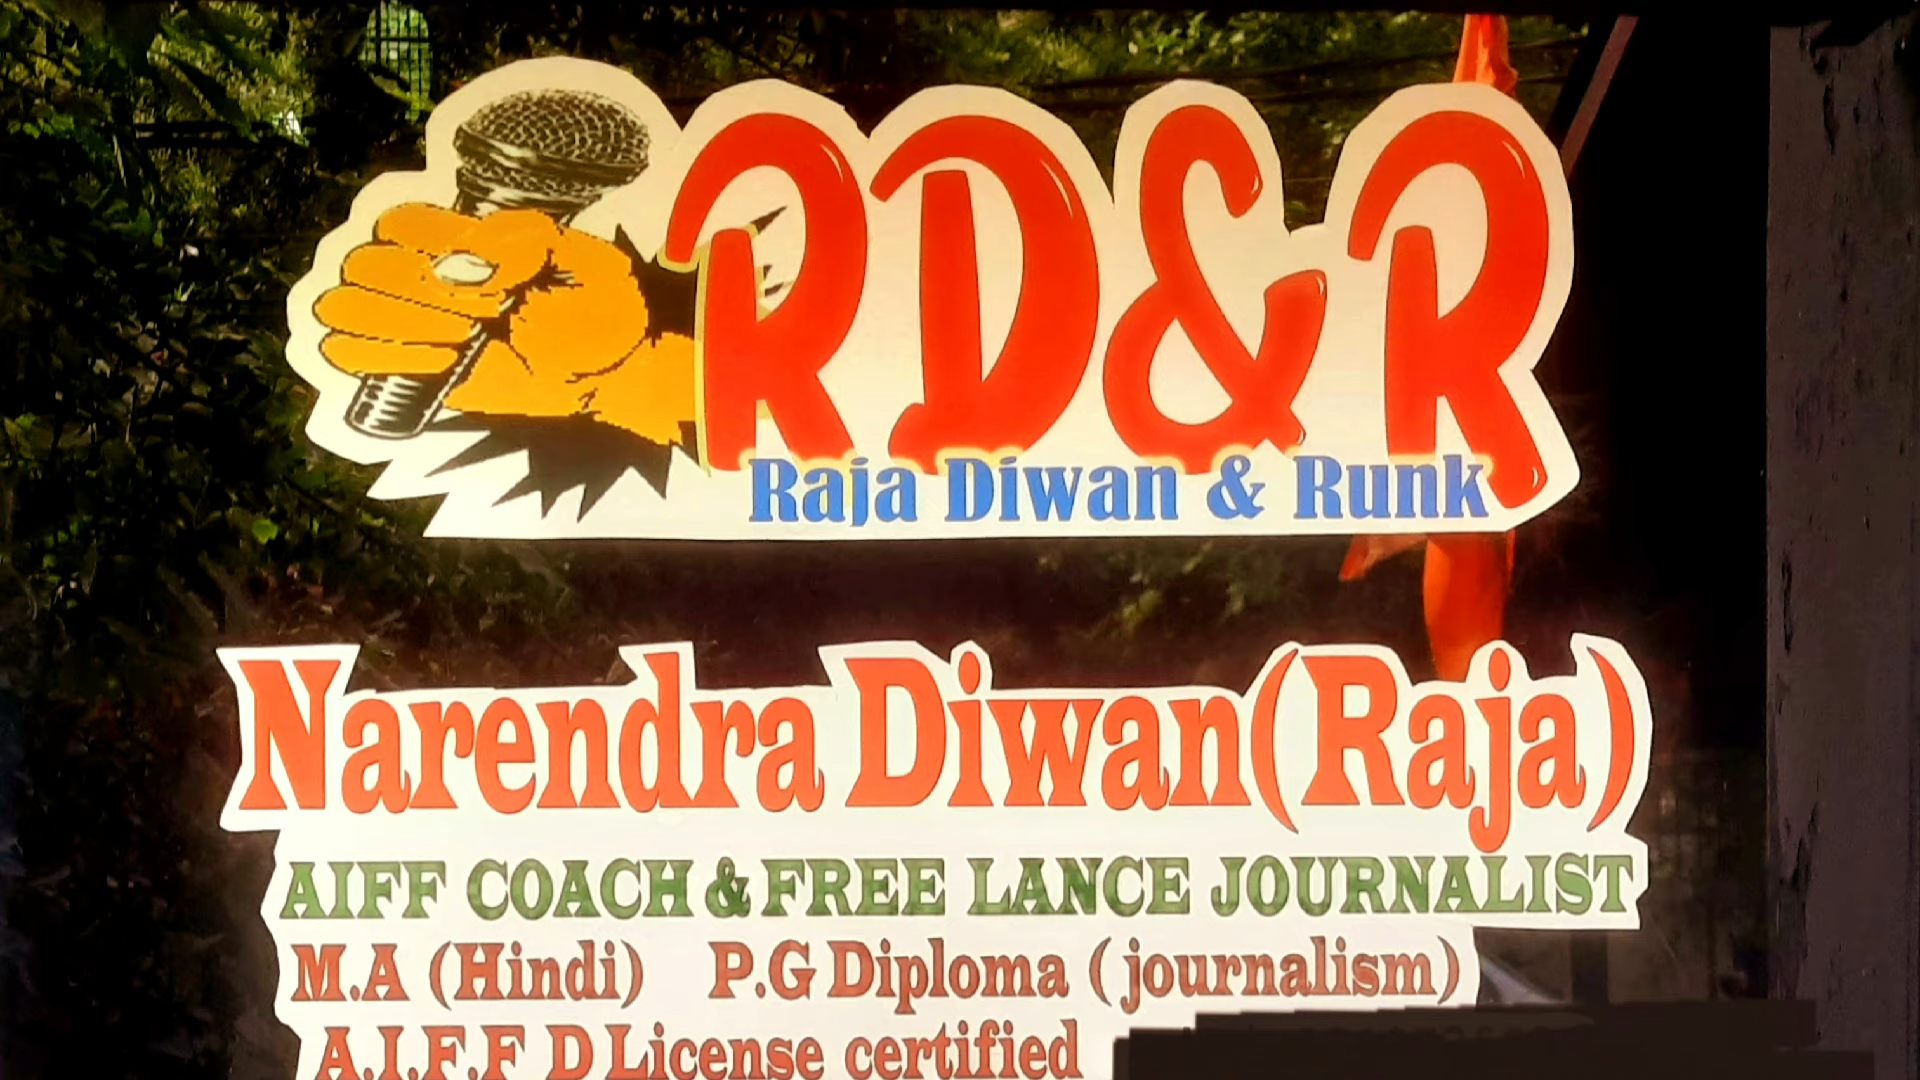 RD&R
Raja Diwan & Runk
Narendra Diwan(Raja)
AIFF COACH & FREE LANCE JOURNALIST
M.A (Hindi) P.G Diploma (journalism)
A.I.F.F D License certified